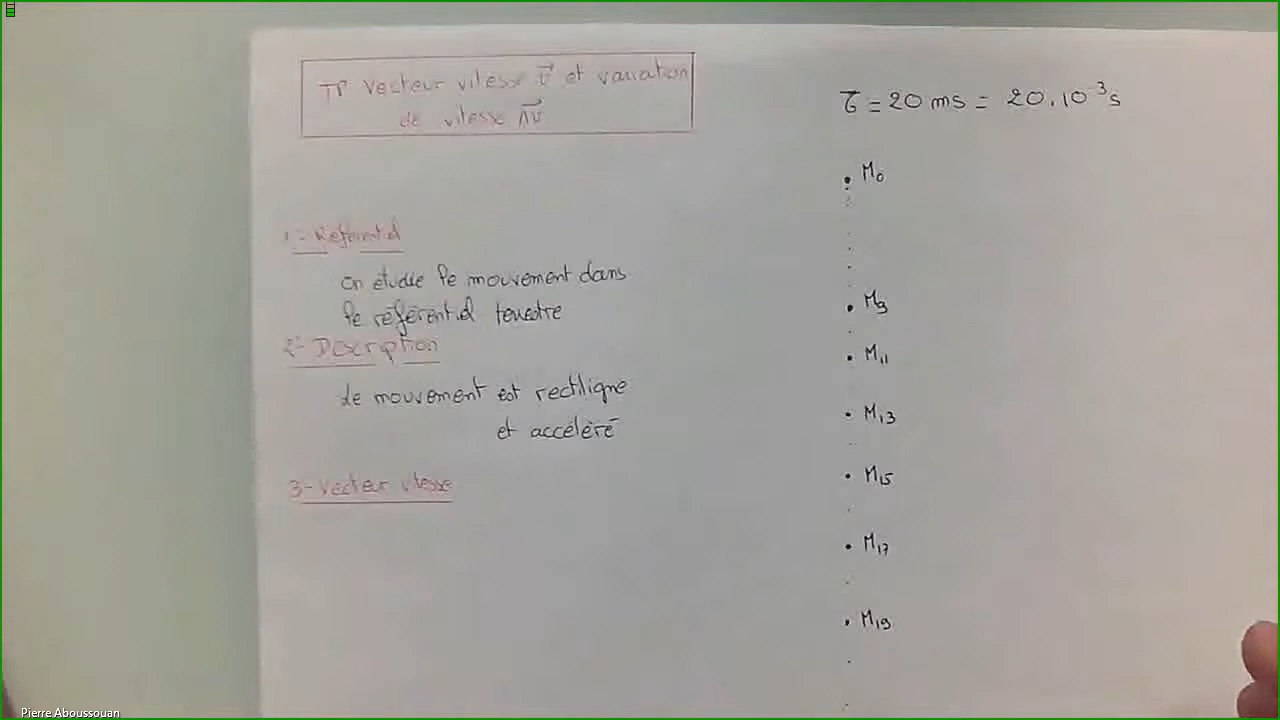 TP Vecteur vitesse v⃗ et variation
de vitesse Δv⃗
τ = 20 ms = 20.10⁻³s
M₀
1- Référentiel
on étudie le mouvement dans
le référentiel terrestre
M₉
2- Description
M₁₁
Le mouvement est rectiligne
et accéléré
M₁₃
3- Vecteur vitesse
M₁₅
M₁₇
M₁₉
Pierre Aboussouan